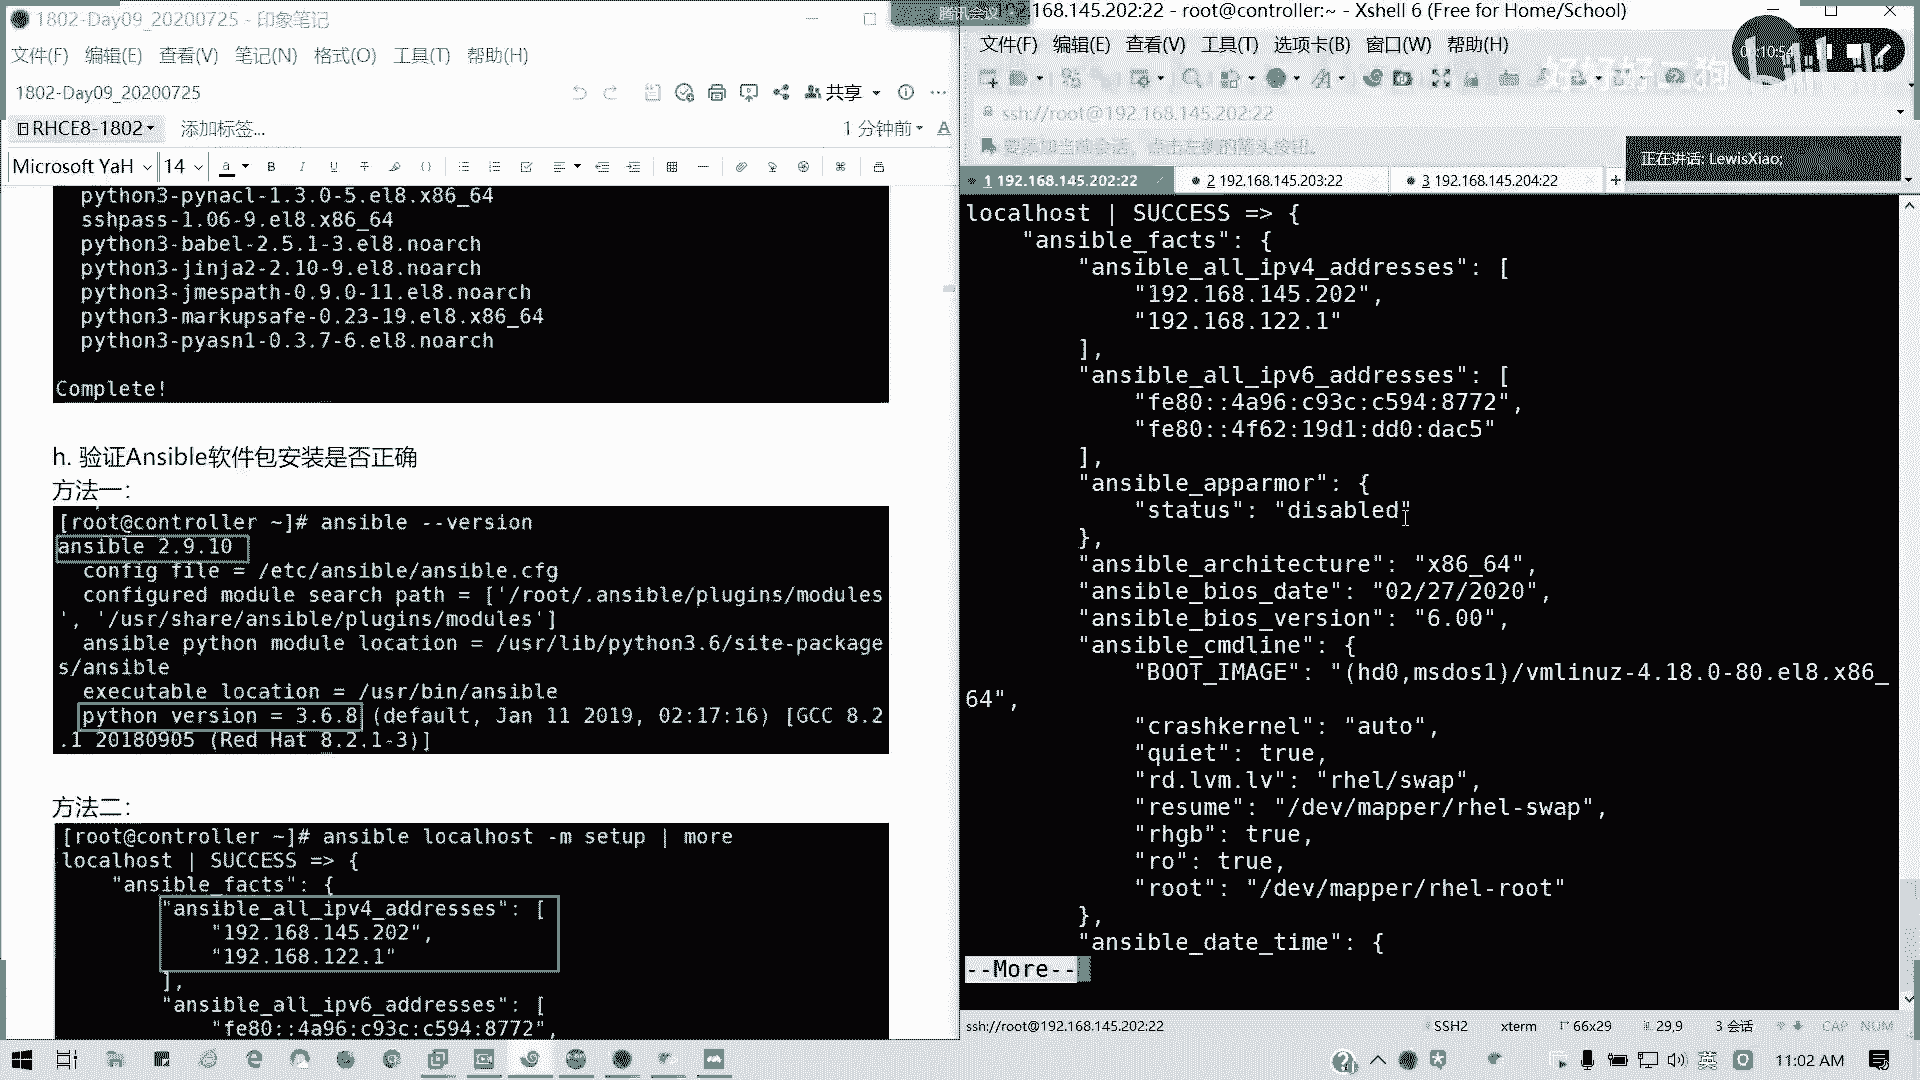 1802-Day09_20200725 - 印象笔记
文件(F) 编辑(E) 查看(V) 笔记(N) 格式(O) 工具(T) 帮助(H)
1802-Day09_20200725
共享
RHCE8-1802
添加标签...
1 分钟前
Microsoft YaH 14
python3-pynacl-1.3.0-5.el8.x86_64
sshpass-1.06-9.el8.x86_64
python3-babel-2.5.1-3.el8.noarch
python3-jinja2-2.10-9.el8.noarch
python3-jmespath-0.9.0-11.el8.noarch
python3-markupsafe-0.23-19.el8.x86_64
python3-pyasn1-0.3.7-6.el8.noarch
Complete!
h. 验证Ansible软件包安装是否正确
方法一:
[root@controller ~]# ansible --version
ansible 2.9.10
config file = /etc/ansible/ansible.cfg
configured module search path = ['/root/.ansible/plugins/modules
', '/usr/share/ansible/plugins/modules']
ansible python module location = /usr/lib/python3.6/site-package
s/ansible
executable location = /usr/bin/ansible
python version = 3.6.8 (default, Jan 11 2019, 02:17:16) [GCC 8.2
.1 20180905 (Red Hat 8.2.1-3)]
方法二:
[root@controller ~]# ansible localhost -m setup | more
localhost | SUCCESS => {
"ansible_facts": {
"ansible_all_ipv4_addresses": [
"192.168.145.202",
"192.168.122.1"
],
"ansible_all_ipv6_addresses": [
"fe80::4a96:c93c:c594:8772",
腾讯会议
.168.145.202:22 - root@controller:~ - Xshell 6 (Free for Home/School)
文件(F) 编辑(E) 查看(V) 工具(T) 选项卡(B) 窗口(W) 帮助(H)
ssh://root@192.168.145.202:22
要添加当前会话，点击左侧的箭头按钮。
正在讲话: LewisXiao;
1 192.168.145.202:22
2 192.168.145.203:22
3 192.168.145.204:22
localhost | SUCCESS => {
"ansible_facts": {
"ansible_all_ipv4_addresses": [
"192.168.145.202",
"192.168.122.1"
],
"ansible_all_ipv6_addresses": [
"fe80::4a96:c93c:c594:8772",
"fe80::4f62:19d1:dd0:dac5"
],
"ansible_apparmor": {
"status": "disabled"
},
"ansible_architecture": "x86_64",
"ansible_bios_date": "02/27/2020",
"ansible_bios_version": "6.00",
"ansible_cmdline": {
"BOOT_IMAGE": "(hd0,msdos1)/vmlinuz-4.18.0-80.el8.x86_
64",
"crashkernel": "auto",
"quiet": true,
"rd.lvm.lv": "rhel/swap",
"resume": "/dev/mapper/rhel-swap",
"rhgb": true,
"ro": true,
"root": "/dev/mapper/rhel-root"
},
"ansible_date_time": {
--More--
ssh://root@192.168.145.202:22
SSH2
xterm
66x29
29,9
3 会话
CAP NUM
英
11:02 AM